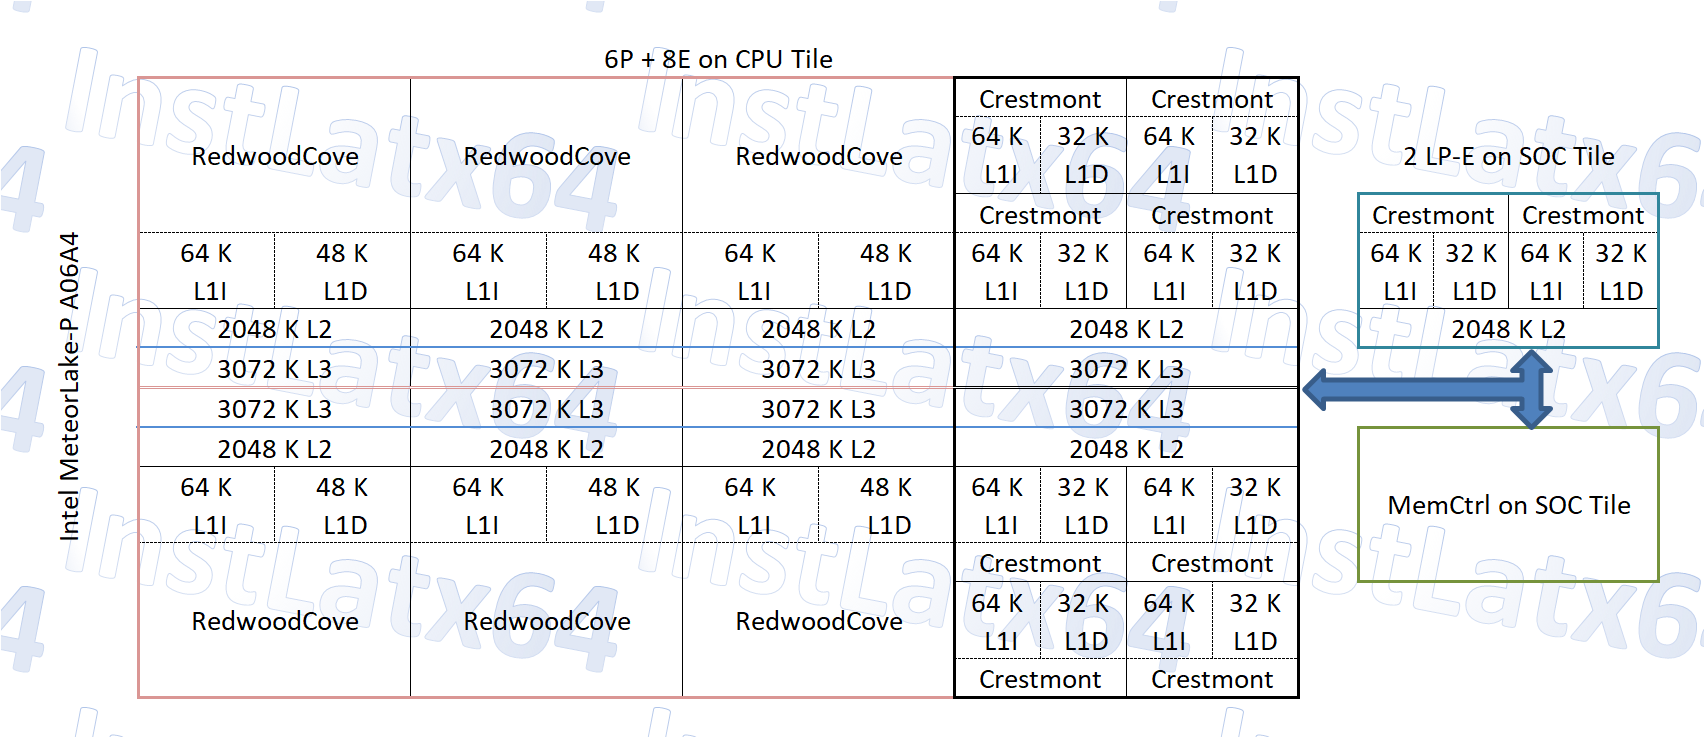 6P + 8E on CPU Tile
Intel MeteorLake-P A06A4
Crestmont Crestmont
64 K 32 K 64 K 32 K
L1I L1D L1I L1D
RedwoodCove RedwoodCove RedwoodCove
Crestmont Crestmont
64 K 48 K 64 K 48 K 64 K 48 K 64 K 32 K 64 K 32 K
L1I L1D L1I L1D L1I L1D L1I L1D L1I L1D
2048 K L2 2048 K L2 2048 K L2 2048 K L2
3072 K L3 3072 K L3 3072 K L3 3072 K L3
3072 K L3 3072 K L3 3072 K L3 3072 K L3
2048 K L2 2048 K L2 2048 K L2 2048 K L2
64 K 48 K 64 K 48 K 64 K 48 K 64 K 32 K 64 K 32 K
L1I L1D L1I L1D L1I L1D L1I L1D L1I L1D
Crestmont Crestmont
64 K 32 K 64 K 32 K
RedwoodCove RedwoodCove RedwoodCove
L1I L1D L1I L1D
Crestmont Crestmont
2 LP-E on SOC Tile
Crestmont Crestmont
64 K 32 K 64 K 32 K
L1I L1D L1I L1D
2048 K L2
MemCtrl on SOC Tile
InstLatx64